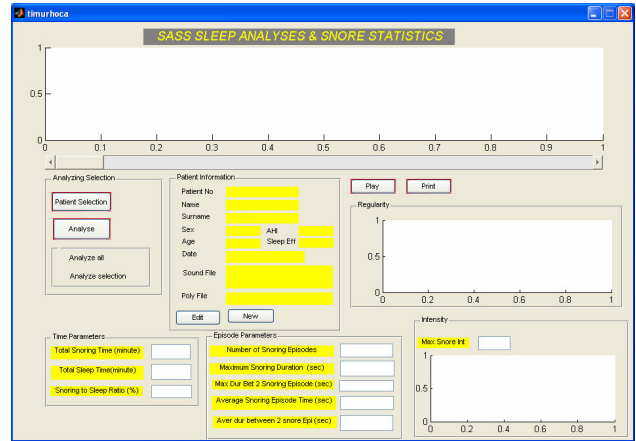 timurhoca
SASS SLEEP ANALYSES & SNORE STATISTICS
1
0.5
0
0 0.1 0.2 0.3 0.4 0.5 0.6 0.7 0.8 0.9 1
Analyzing Selection
Patient Selection
Analyse
Analyze all
Analyze selection
Patient Information
Patient No
Name
Surname
Sex AHI
Age Sleep Eff
Date
Sound File
Poly File
Edit New
Play Print
Regularity
1
0.5
0
0 0.2 0.4 0.6 0.8 1
Time Parameters
Total Snoring Time (minute)
Total Sleep Time(minute)
Snoring to Sleep Ratio (%)
Episode Parameters
Number of Snoring Episodes
Maximum Snoring Duration (sec)
Max Dur Bet 2 Snoring Episode (sec)
Average Snoring Episode Time (sec)
Aver dur between 2 snore Epi (sec)
Intensity
Max Snore Int
1
0.5
0
0 0.2 0.4 0.6 0.8 1